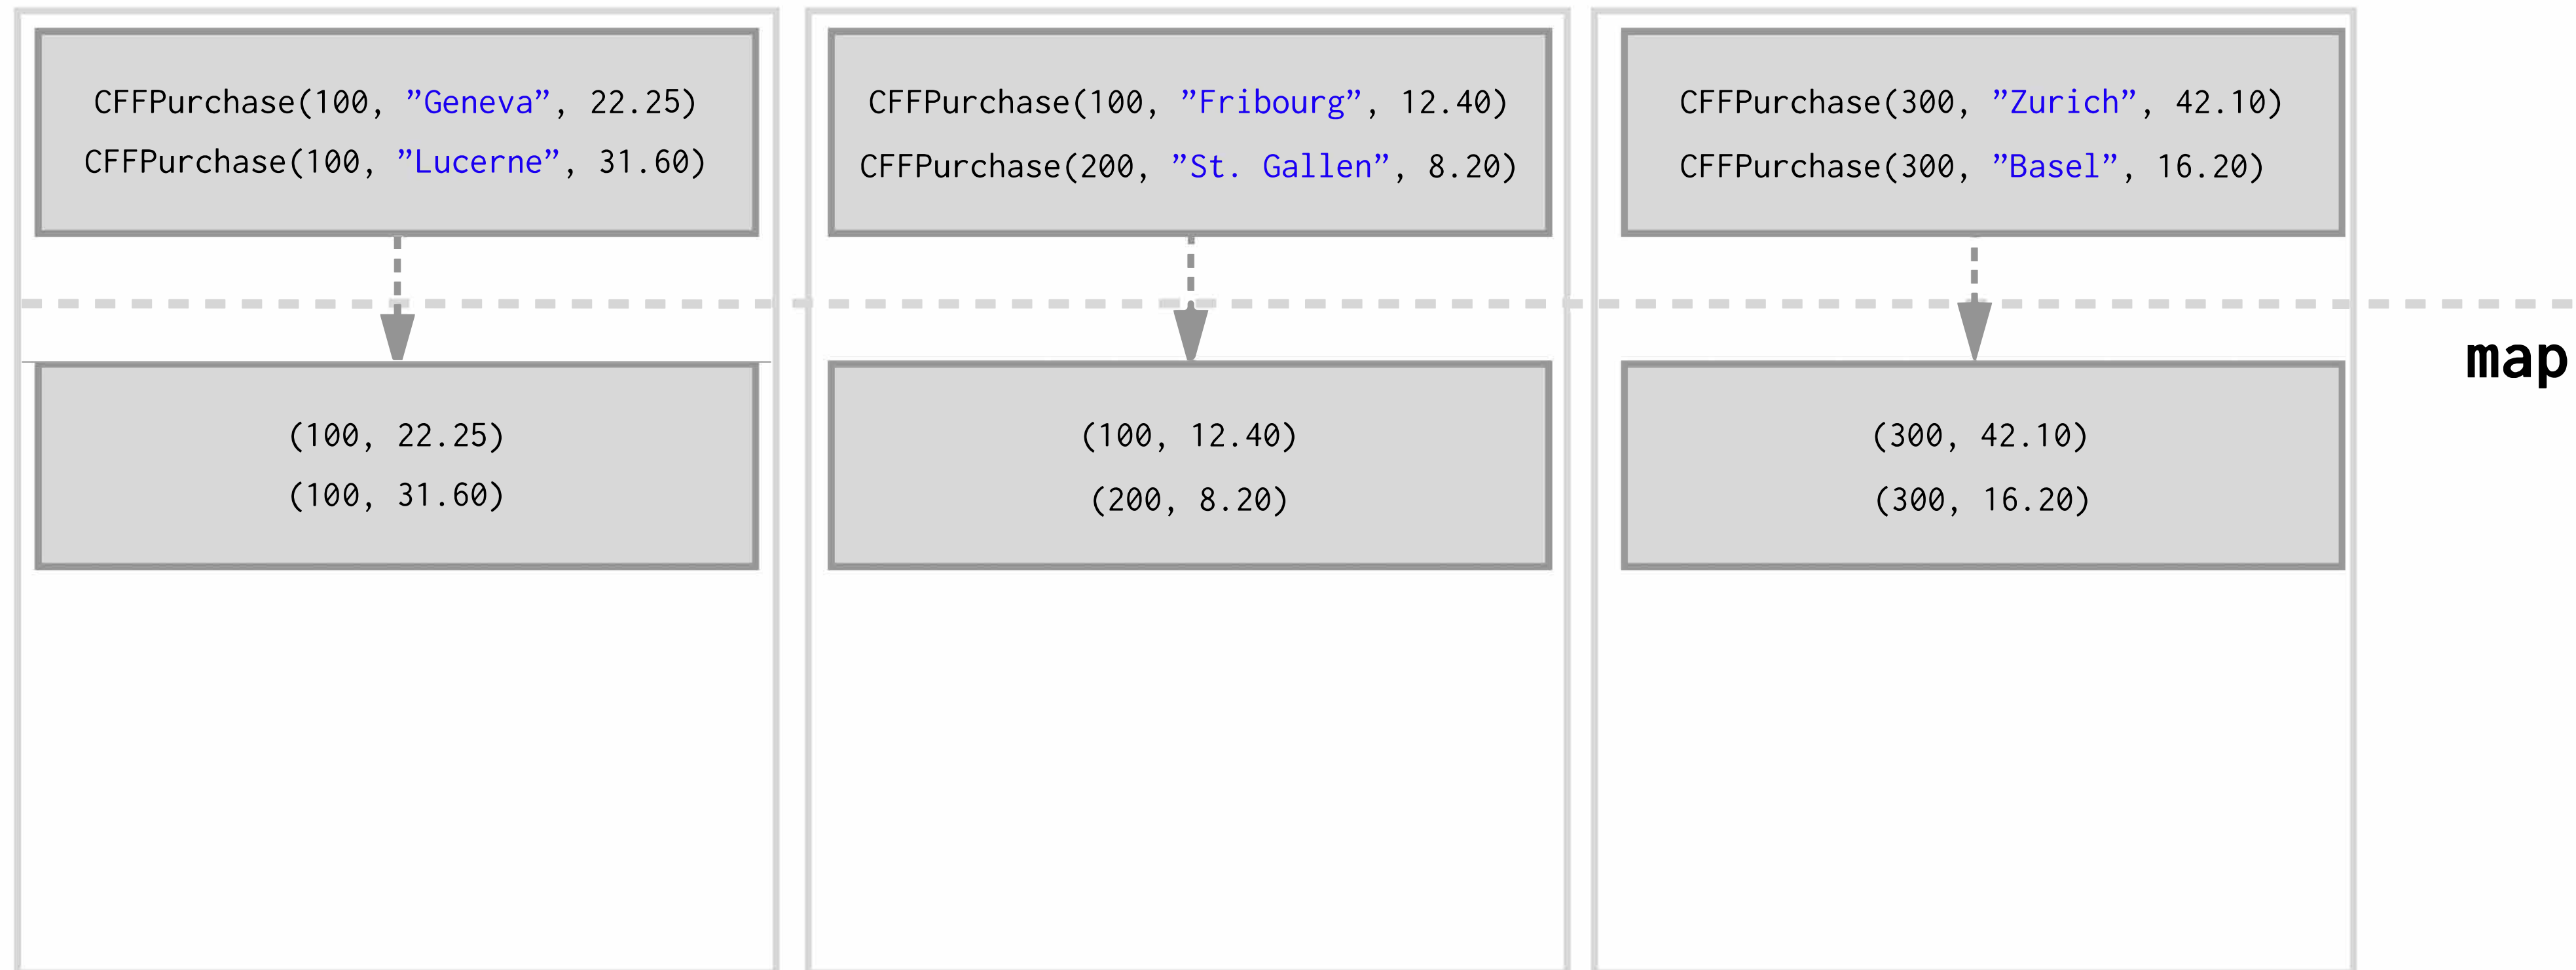 CFFPurchase(100, ”Geneva”, 22.25)
CFFPurchase(100, ”Lucerne”, 31.60)
CFFPurchase(100, ”Fribourg”, 12.40)
CFFPurchase(200, ”St. Gallen”, 8.20)
CFFPurchase(300, ”Zurich”, 42.10)
CFFPurchase(300, ”Basel”, 16.20)
map
(100, 22.25)
(100, 31.60)
(100, 12.40)
(200, 8.20)
(300, 42.10)
(300, 16.20)